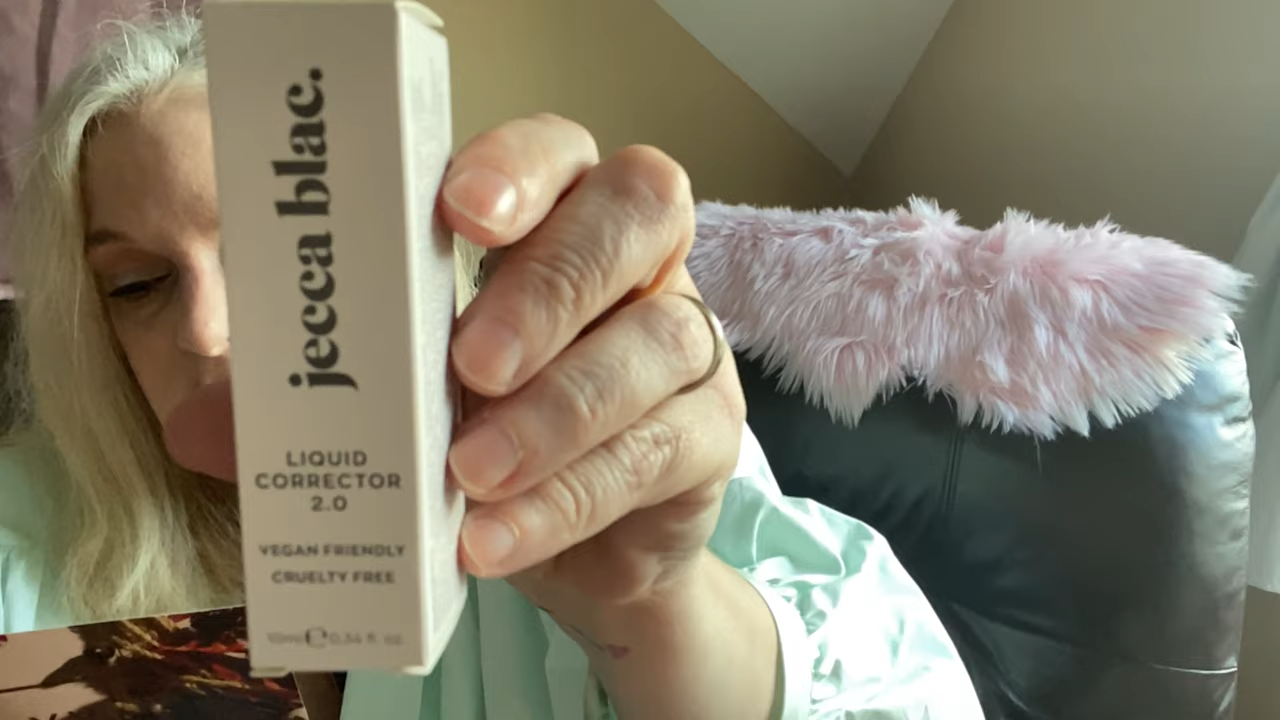 jecca blac.
LIQUID
CORRECTOR
2.0
VEGAN FRIENDLY
CRUELTY FREE
10ml e 0.34 fl. oz.